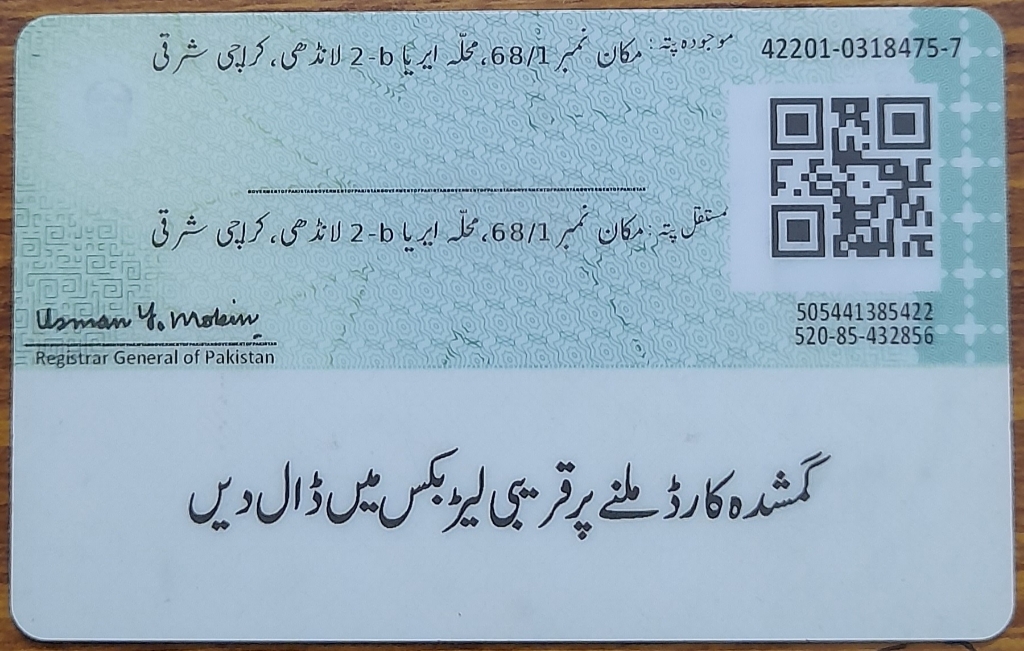 42201-0318475-7
موجودہ پتہ: مکان نمبر 68/1، محلّہ ایریا 2-b لانڈھی، کراچی شرقی
مستقل پتہ: مکان نمبر 68/1، محلّہ ایریا 2-b لانڈھی، کراچی شرقی
505441385422
520-85-432856
Usman Y. Mobin
Registrar General of Pakistan
گمشدہ کارڈ ملنے پر قریبی لیٹر بکس میں ڈال دیں